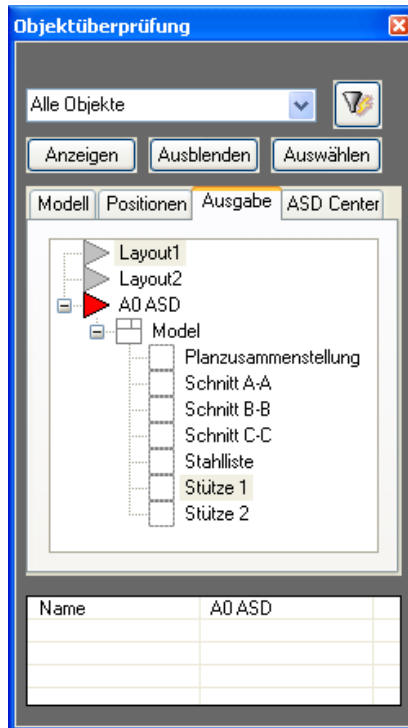 Objektüberprüfung
Alle Objekte
Anzeigen Ausblenden Auswählen
Modell Positionen Ausgabe ASD Center
Layout1
Layout2
A0 ASD
Model
Planzusammenstellung
Schnitt A-A
Schnitt B-B
Schnitt C-C
Stahlliste
Stütze 1
Stütze 2
Name A0 ASD